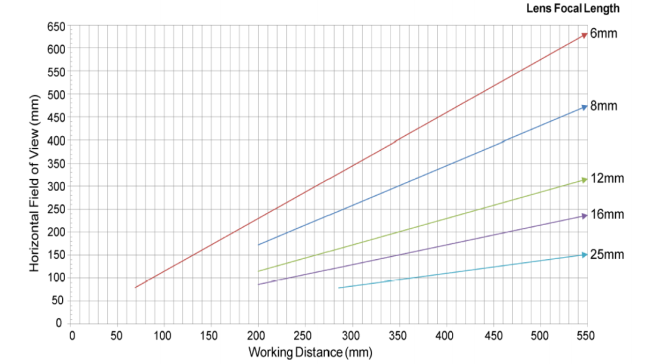 Lens Focal Length
650
600
550
500
450
400
350
300
250
200
150
100
50
0
Horizontal Field of View (mm)
6mm
8mm
12mm
16mm
25mm
0 50 100 150 200 250 300 350 400 450 500 550
Working Distance (mm)